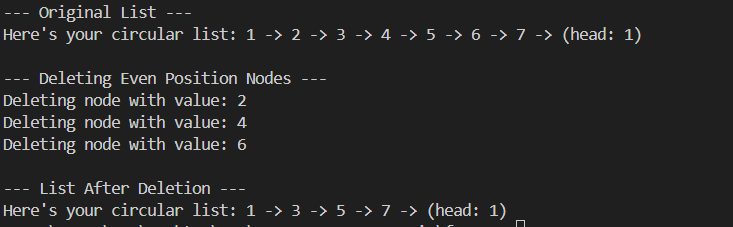 --- Original List ---
Here's your circular list: 1 -> 2 -> 3 -> 4 -> 5 -> 6 -> 7 -> (head: 1)
--- Deleting Even Position Nodes ---
Deleting node with value: 2
Deleting node with value: 4
Deleting node with value: 6
--- List After Deletion ---
Here's your circular list: 1 -> 3 -> 5 -> 7 -> (head: 1)